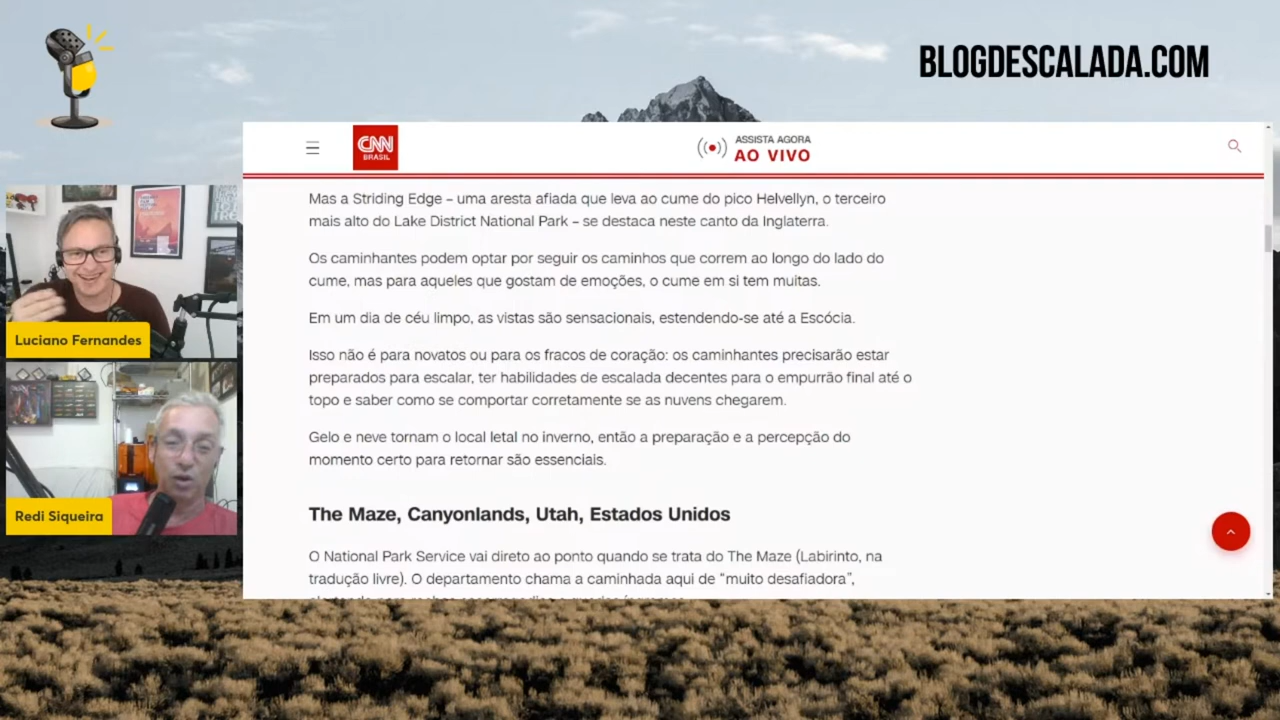 BLOGDESCALADA.COM
CNN
BRASIL
ASSISTA AGORA
AO VIVO
Mas a Striding Edge – uma aresta afiada que leva ao cume do pico Helvellyn, o terceiro
mais alto do Lake District National Park – se destaca neste canto da Inglaterra.
Os caminhantes podem optar por seguir os caminhos que correm ao longo do lado do
cume, mas para aqueles que gostam de emoções, o cume em si tem muitas.
Em um dia de céu limpo, as vistas são sensacionais, estendendo-se até a Escócia.
Isso não é para novatos ou para os fracos de coração: os caminhantes precisarão estar
preparados para escalar, ter habilidades de escalada decentes para o empurrão final até o
topo e saber como se comportar corretamente se as nuvens chegarem.
Gelo e neve tornam o local letal no inverno, então a preparação e a percepção do
momento certo para retornar são essenciais.
The Maze, Canyonlands, Utah, Estados Unidos
O National Park Service vai direto ao ponto quando se trata do The Maze (Labirinto, na
tradução livre). O departamento chama a caminhada aqui de “muito desafiadora”,
Luciano Fernandes
Redi Siqueira